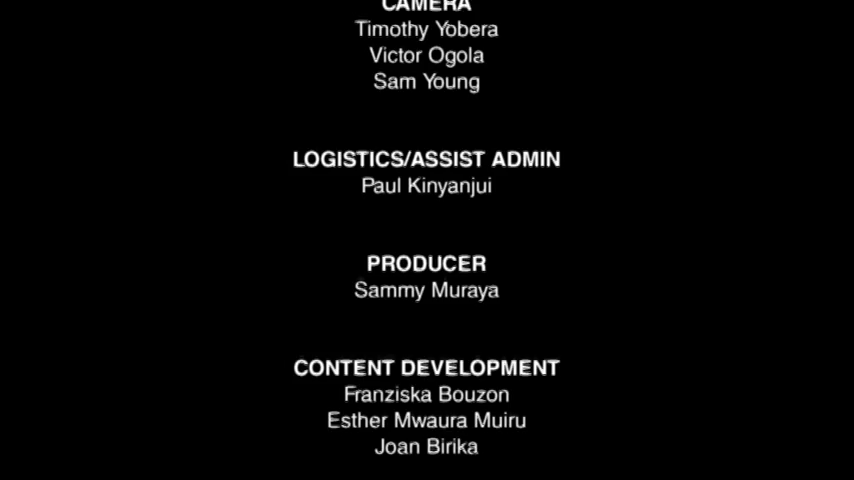 CAMERA
Timothy Yobera
Victor Ogola
Sam Young
LOGISTICS/ASSIST ADMIN
Paul Kinyanjui
PRODUCER
Sammy Muraya
CONTENT DEVELOPMENT
Franziska Bouzon
Esther Mwaura Muiru
Joan Birika